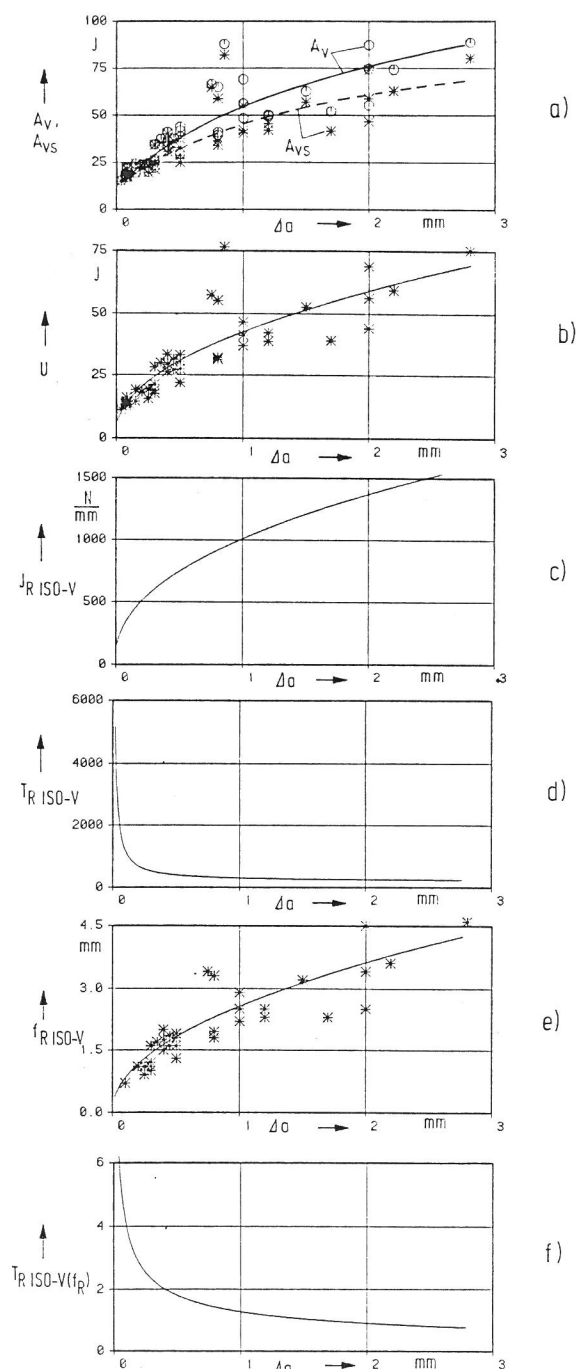 100
J
75
50
25
0
A_V,
A_VS
A_V
A_VS
0 1 2 3
Δa mm
a)
75
J
50
25
0
U
0 1 2 3
Δa mm
b)
1500
N
mm
1000
500
0
J_R ISO-V
0 1 2 3
Δa mm
c)
6000
4000
2000
0
T_R ISO-V
0 1 2 3
Δa mm
d)
4.5
mm
3.0
1.5
0.0
f_R ISO-V
0 1 2 3
Δa mm
e)
6
4
2
0
T_R ISO-V(f_R)
0 1 2 3
Δa mm
f)